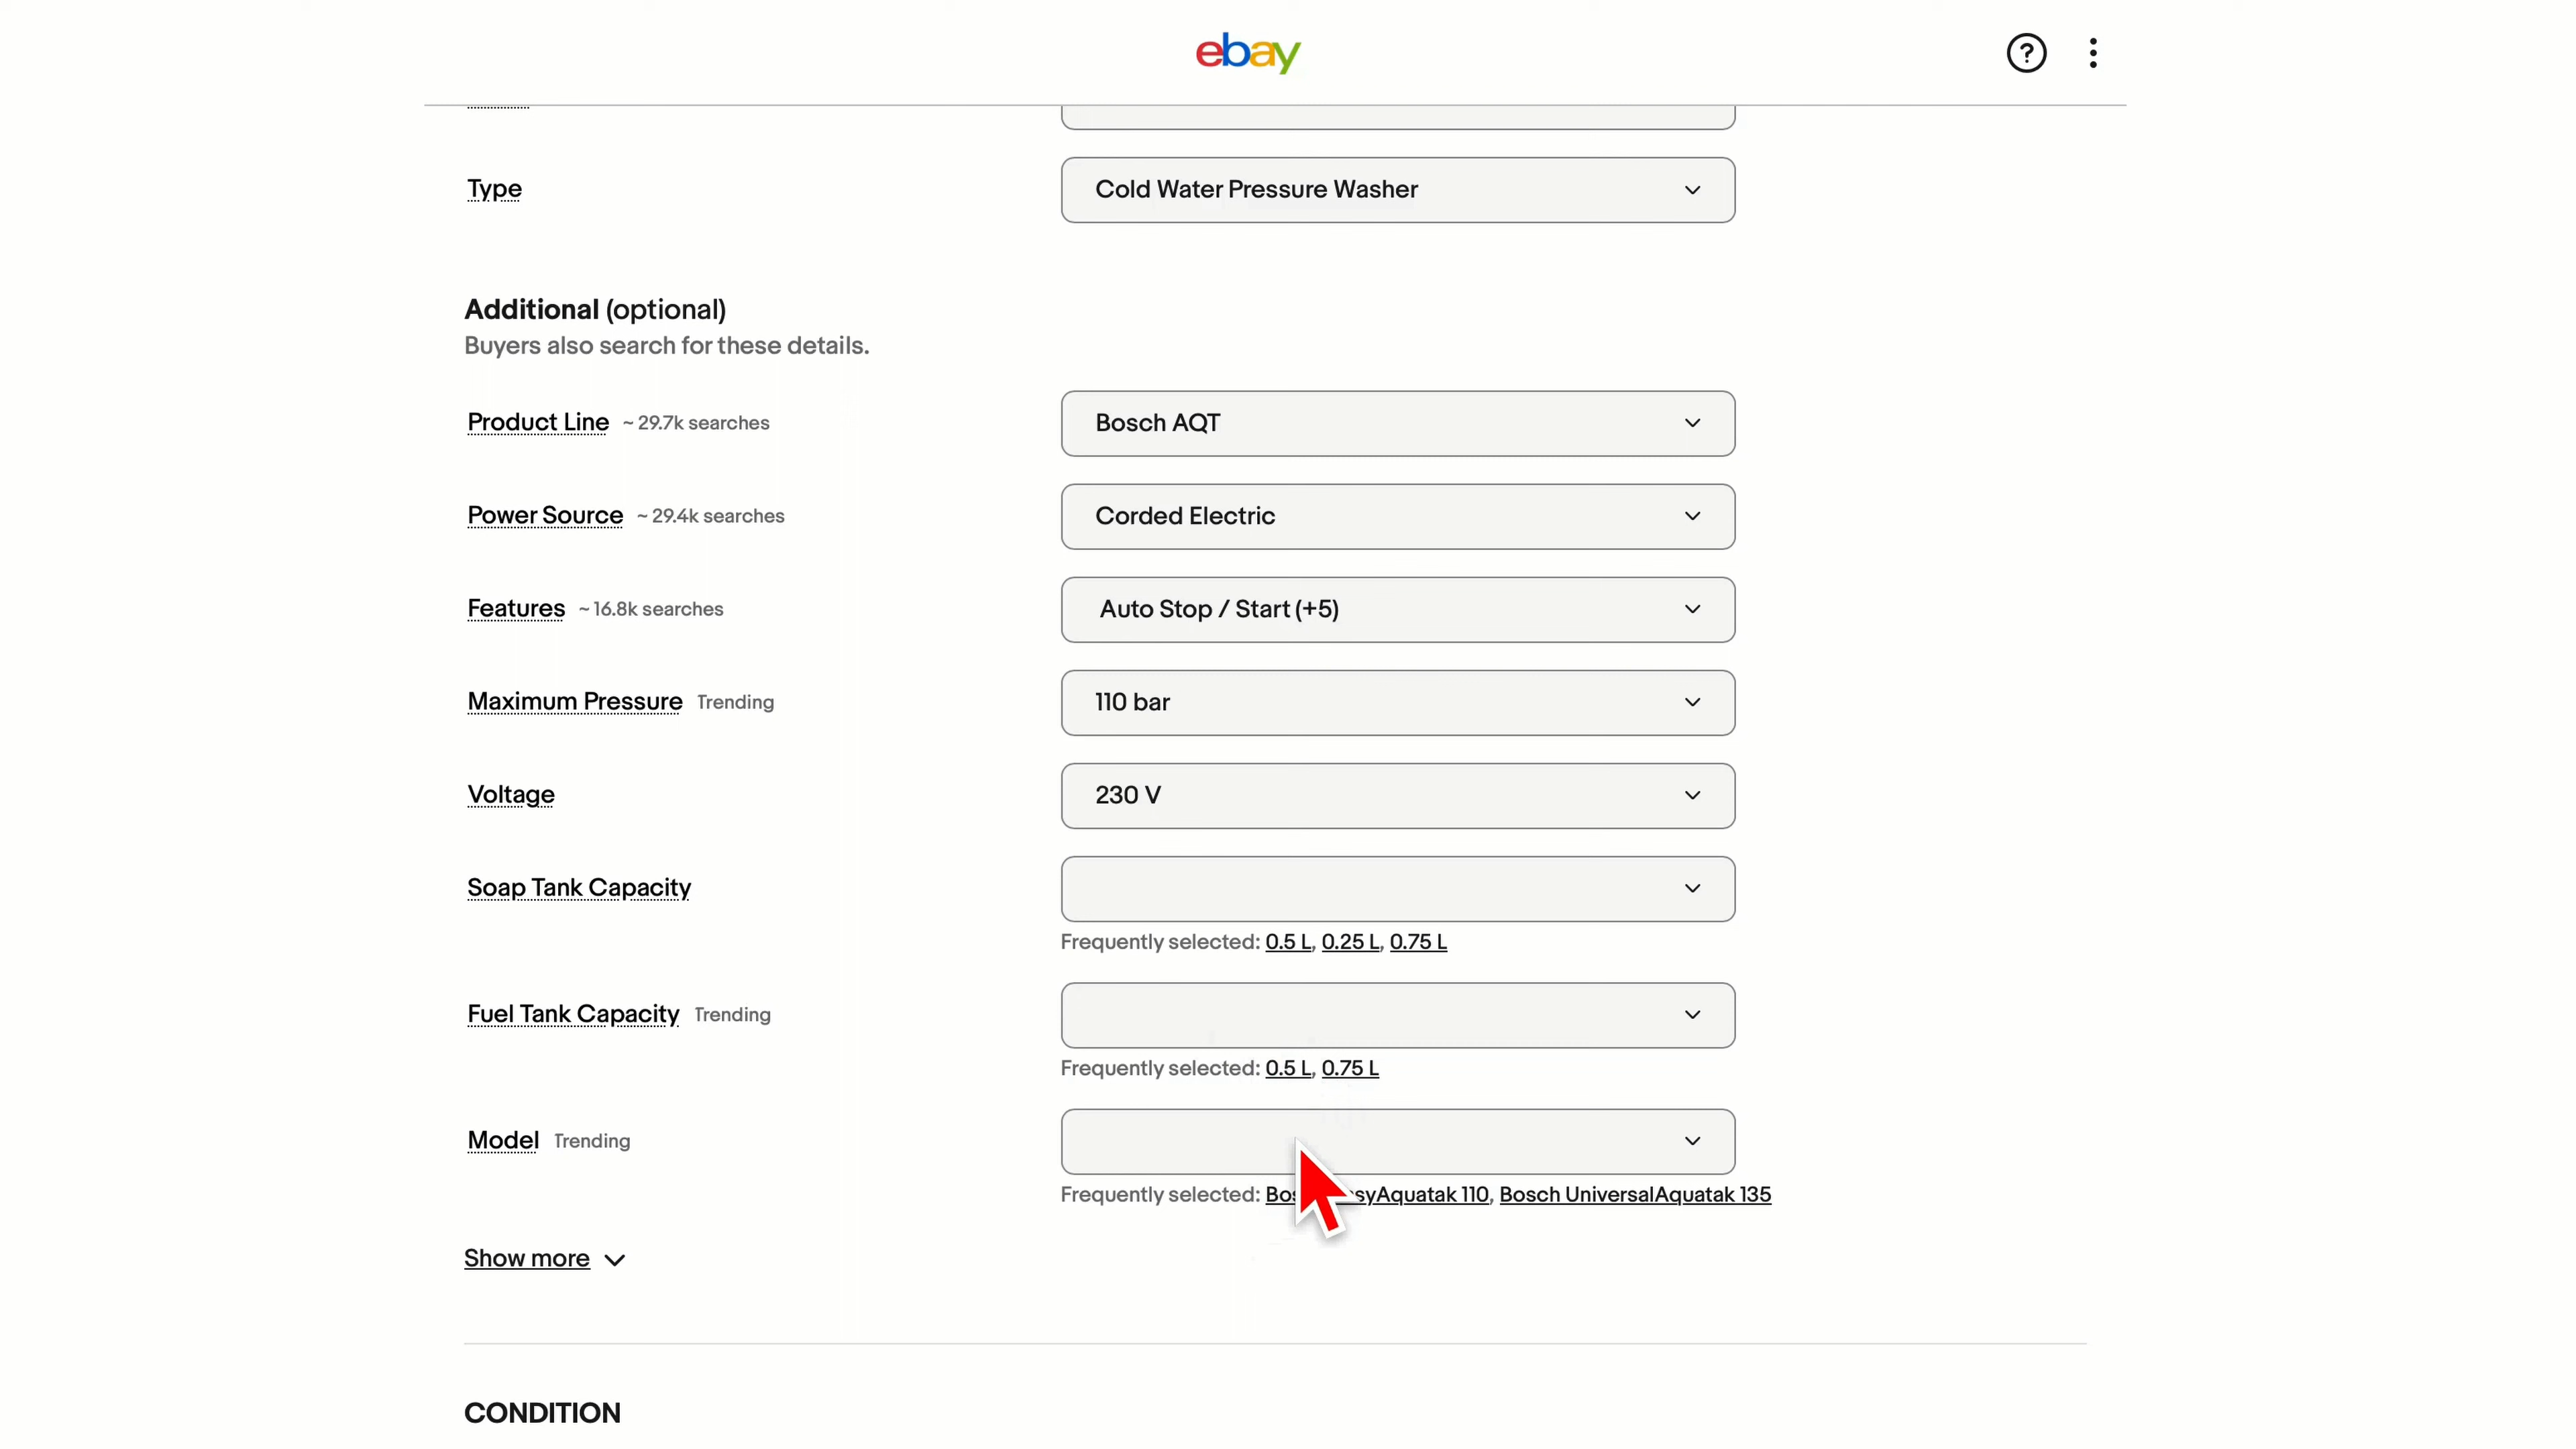 ebay
Type
Cold Water Pressure Washer
Additional (optional)
Buyers also search for these details.
Product Line ~ 29.7k searches
Bosch AQT
Power Source ~ 29.4k searches
Corded Electric
Features ~ 16.8k searches
Auto Stop / Start (+5)
Maximum Pressure Trending
110 bar
Voltage
230 V
Soap Tank Capacity
Frequently selected: 0.5 L, 0.25 L, 0.75 L
Fuel Tank Capacity Trending
Frequently selected: 0.5 L, 0.75 L
Model Trending
Frequently selected: 110, Bosch UniversalAquatak 135
Show more
CONDITION